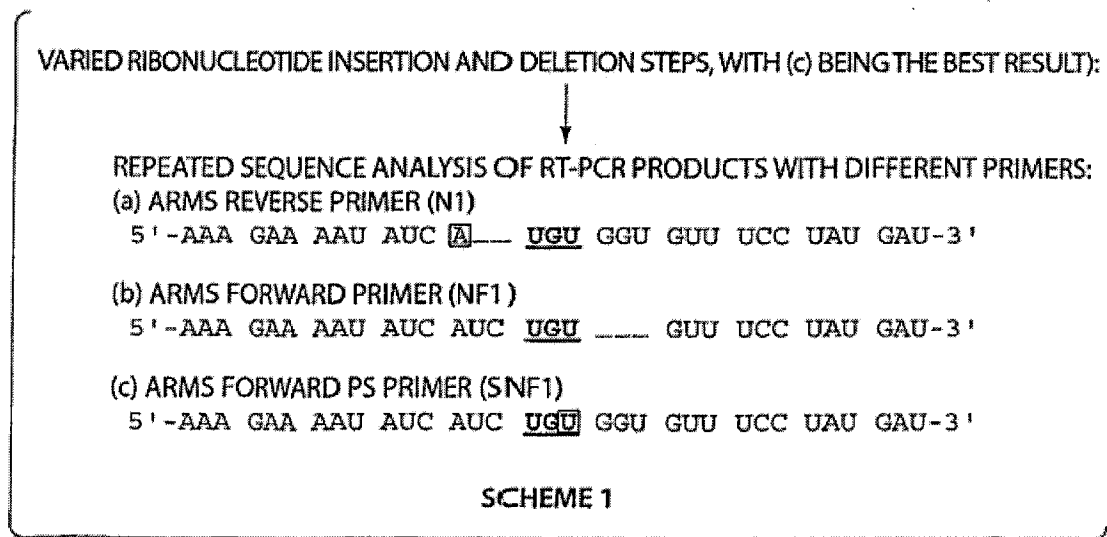 VARIED RIBONUCLEOTIDE INSERTION AND DELETION STEPS, WITH (c) BEING THE BEST RESULT):
REPEATED SEQUENCE ANALYSIS OF RT-PCR PRODUCTS WITH DIFFERENT PRIMERS:
(a) ARMS REVERSE PRIMER (N1)
5'-AAA GAA AAU AUC A__ UGU GGU GUU UCC UAU GAU-3'
(b) ARMS FORWARD PRIMER (NF1)
5'-AAA GAA AAU AUC AUC UGU ___ GUU UCC UAU GAU-3'
(c) ARMS FORWARD PS PRIMER (SNF1)
5'-AAA GAA AAU AUC AUC UGU GGU GUU UCC UAU GAU-3'
SCHEME 1